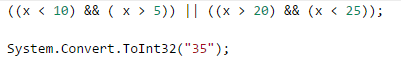 ((x < 10) && ( x > 5)) || ((x > 20) && (x < 25));
System.Convert.ToInt32("35");